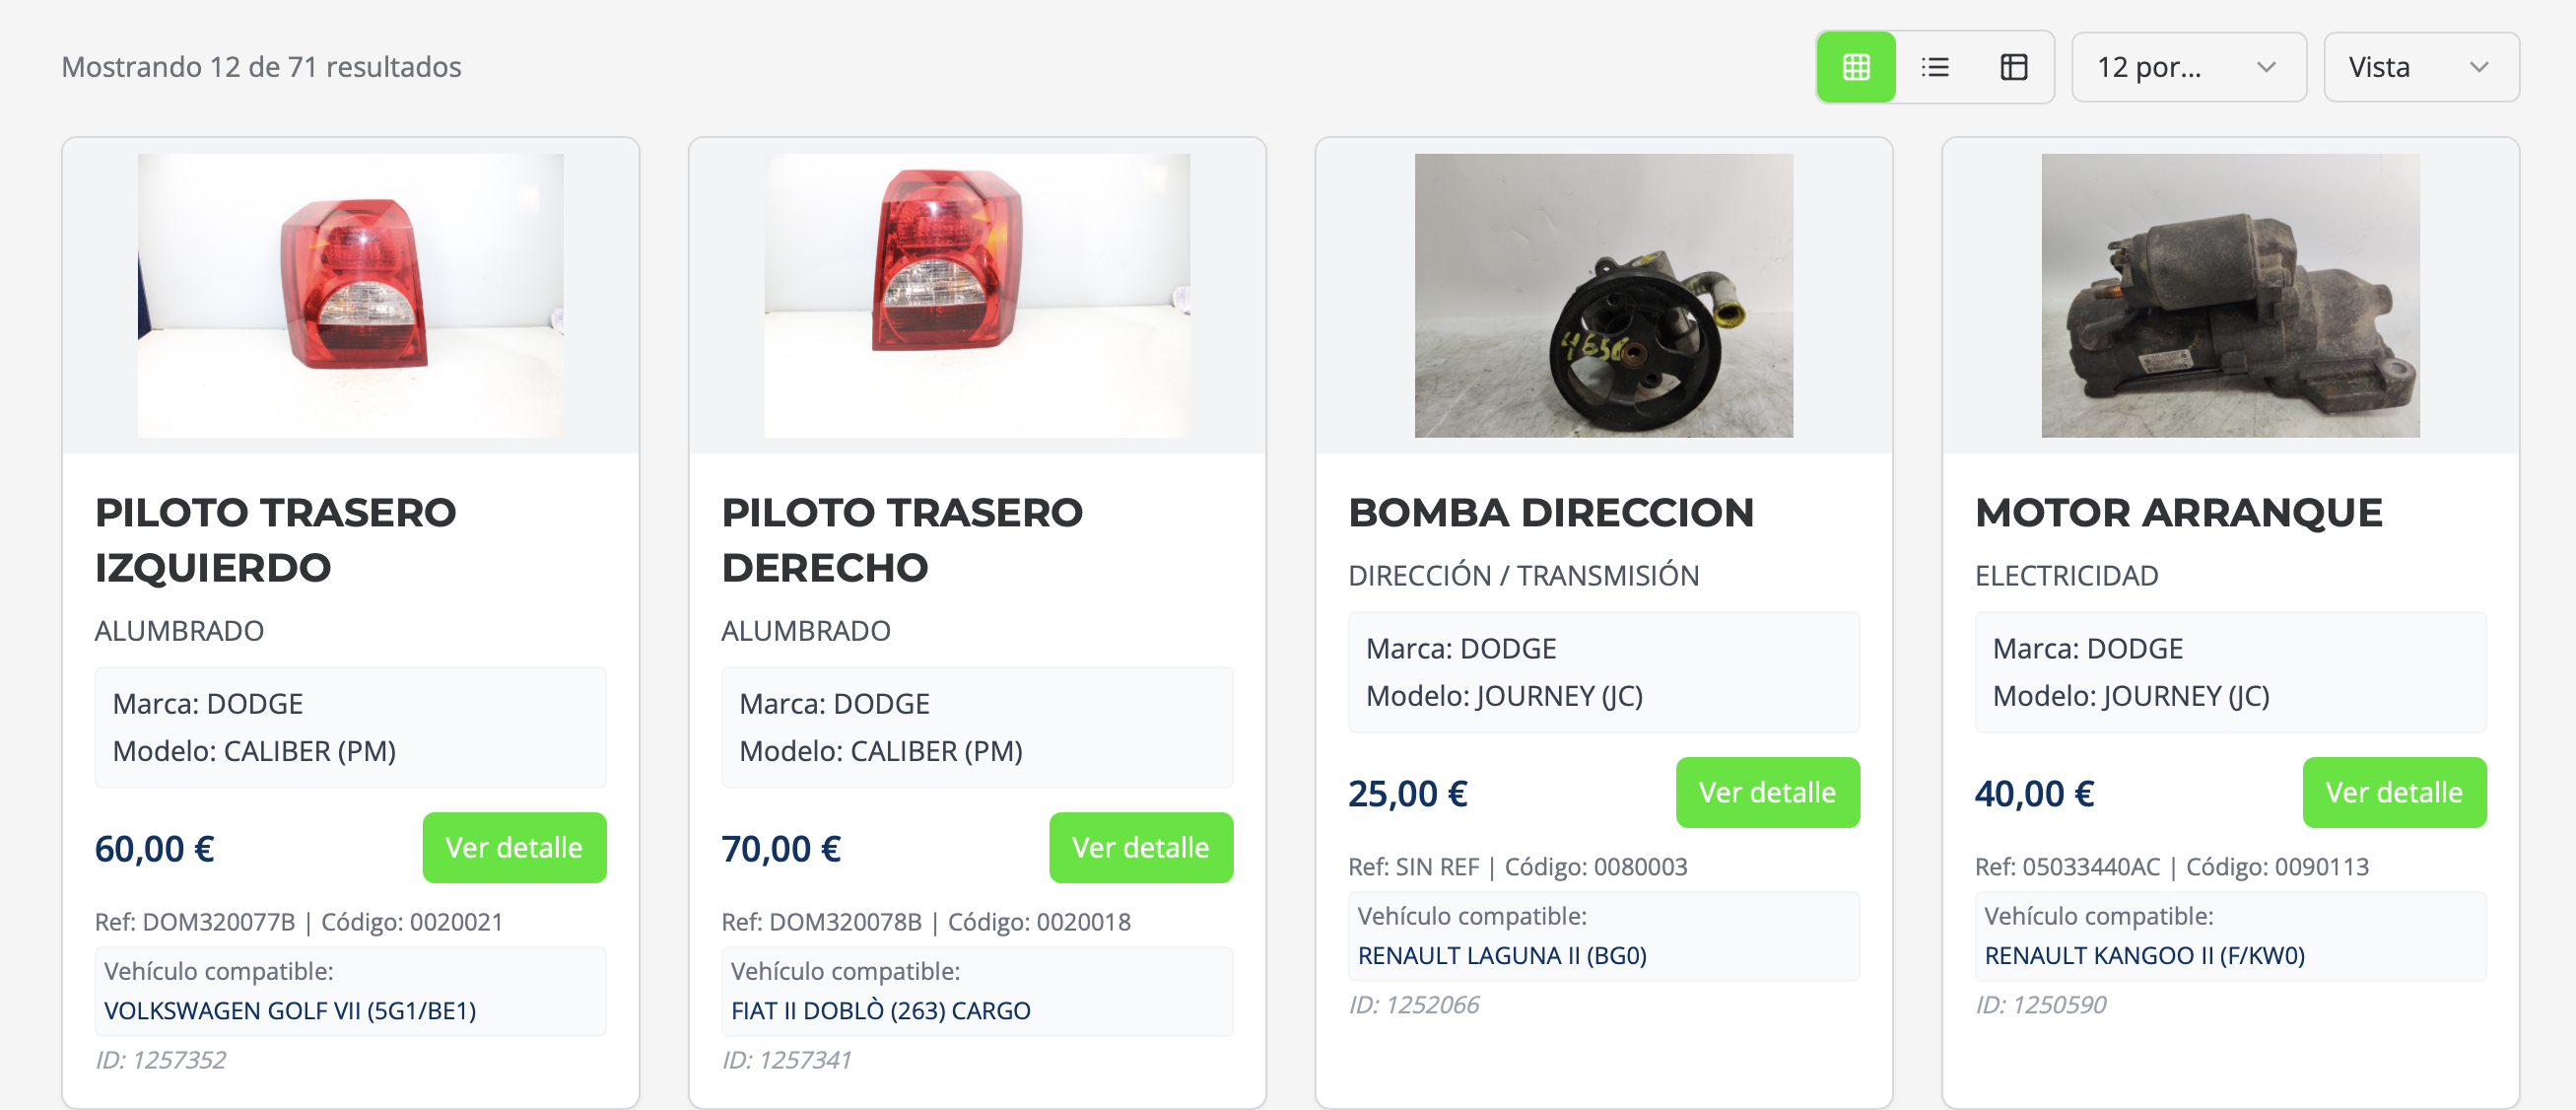 Mostrando 12 de 71 resultados
12 por...
Vista
PILOTO TRASERO
IZQUIERDO
ALUMBRADO
Marca: DODGE
Modelo: CALIBER (PM)
60,00 €
Ver detalle
Ref: DOM320077B | Código: 0020021
Vehículo compatible:
VOLKSWAGEN GOLF VII (5G1/BE1)
ID: 1257352
PILOTO TRASERO
DERECHO
ALUMBRADO
Marca: DODGE
Modelo: CALIBER (PM)
70,00 €
Ver detalle
Ref: DOM320078B | Código: 0020018
Vehículo compatible:
FIAT II DOBLÒ (263) CARGO
ID: 1257341
BOMBA DIRECCION
DIRECCIÓN / TRANSMISIÓN
Marca: DODGE
Modelo: JOURNEY (JC)
25,00 €
Ver detalle
Ref: SIN REF | Código: 0080003
Vehículo compatible:
RENAULT LAGUNA II (BG0)
ID: 1252066
MOTOR ARRANQUE
ELECTRICIDAD
Marca: DODGE
Modelo: JOURNEY (JC)
40,00 €
Ver detalle
Ref: 05033440AC | Código: 0090113
Vehículo compatible:
RENAULT KANGOO II (F/KW0)
ID: 1250590